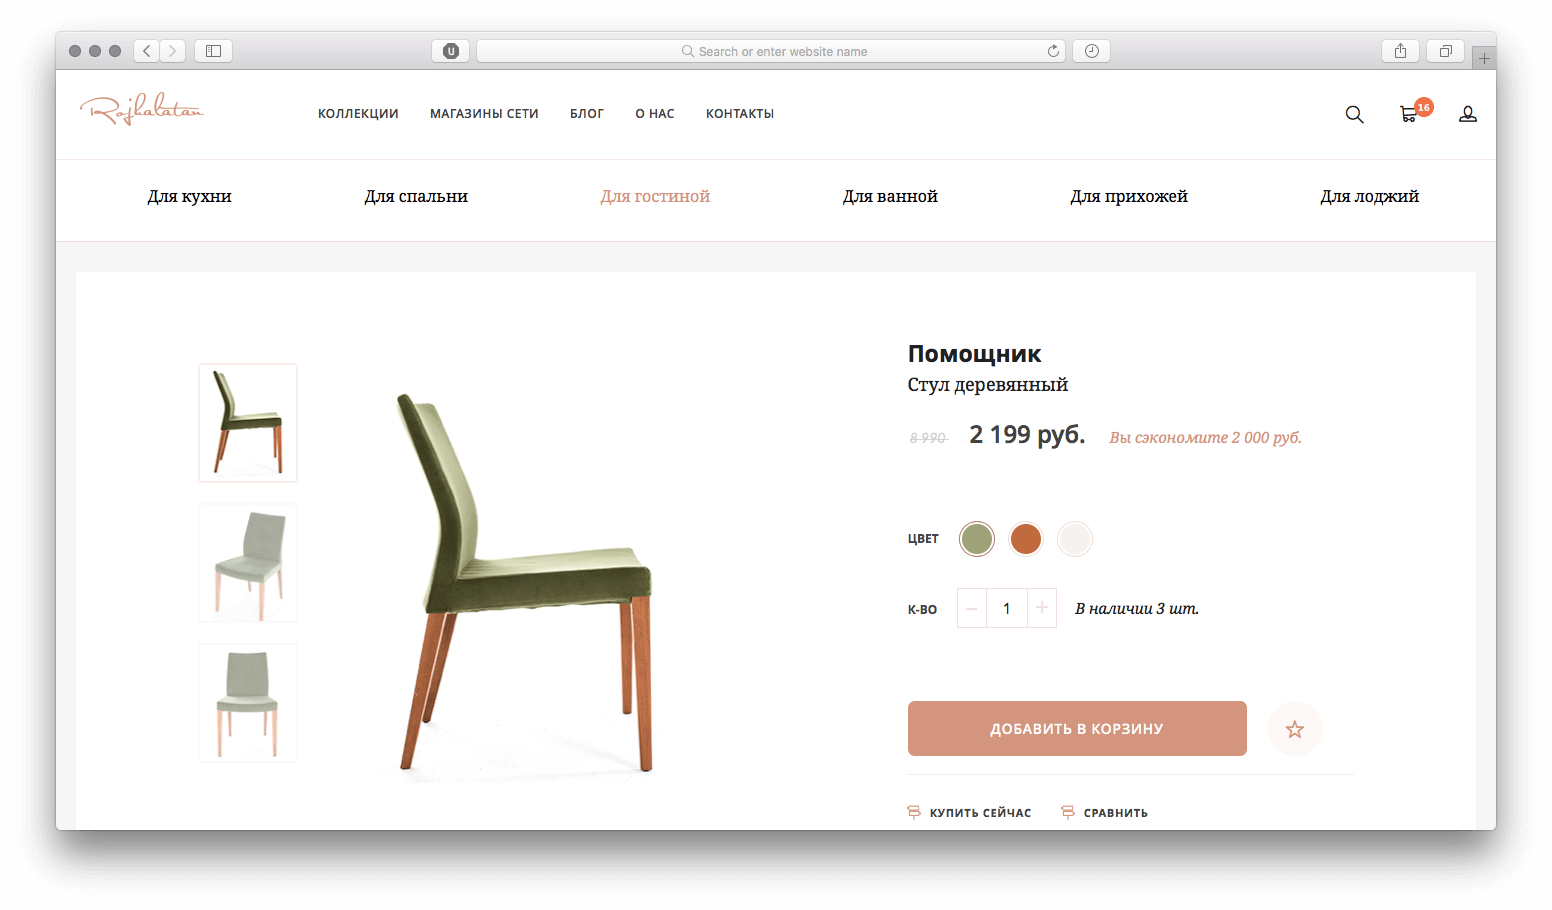 Search or enter website name
Rojhalatan
КОЛЛЕКЦИИ МАГАЗИНЫ СЕТИ БЛОГ О НАС КОНТАКТЫ
16
Для кухни Для спальни Для гостиной Для ванной Для прихожей Для лоджий
Помощник
Стул деревянный
8 990 2 199 руб. Вы сэкономите 2 000 руб.
ЦВЕТ
К-ВО − 1 + В наличии 3 шт.
ДОБАВИТЬ В КОРЗИНУ
КУПИТЬ СЕЙЧАС СРАВНИТЬ